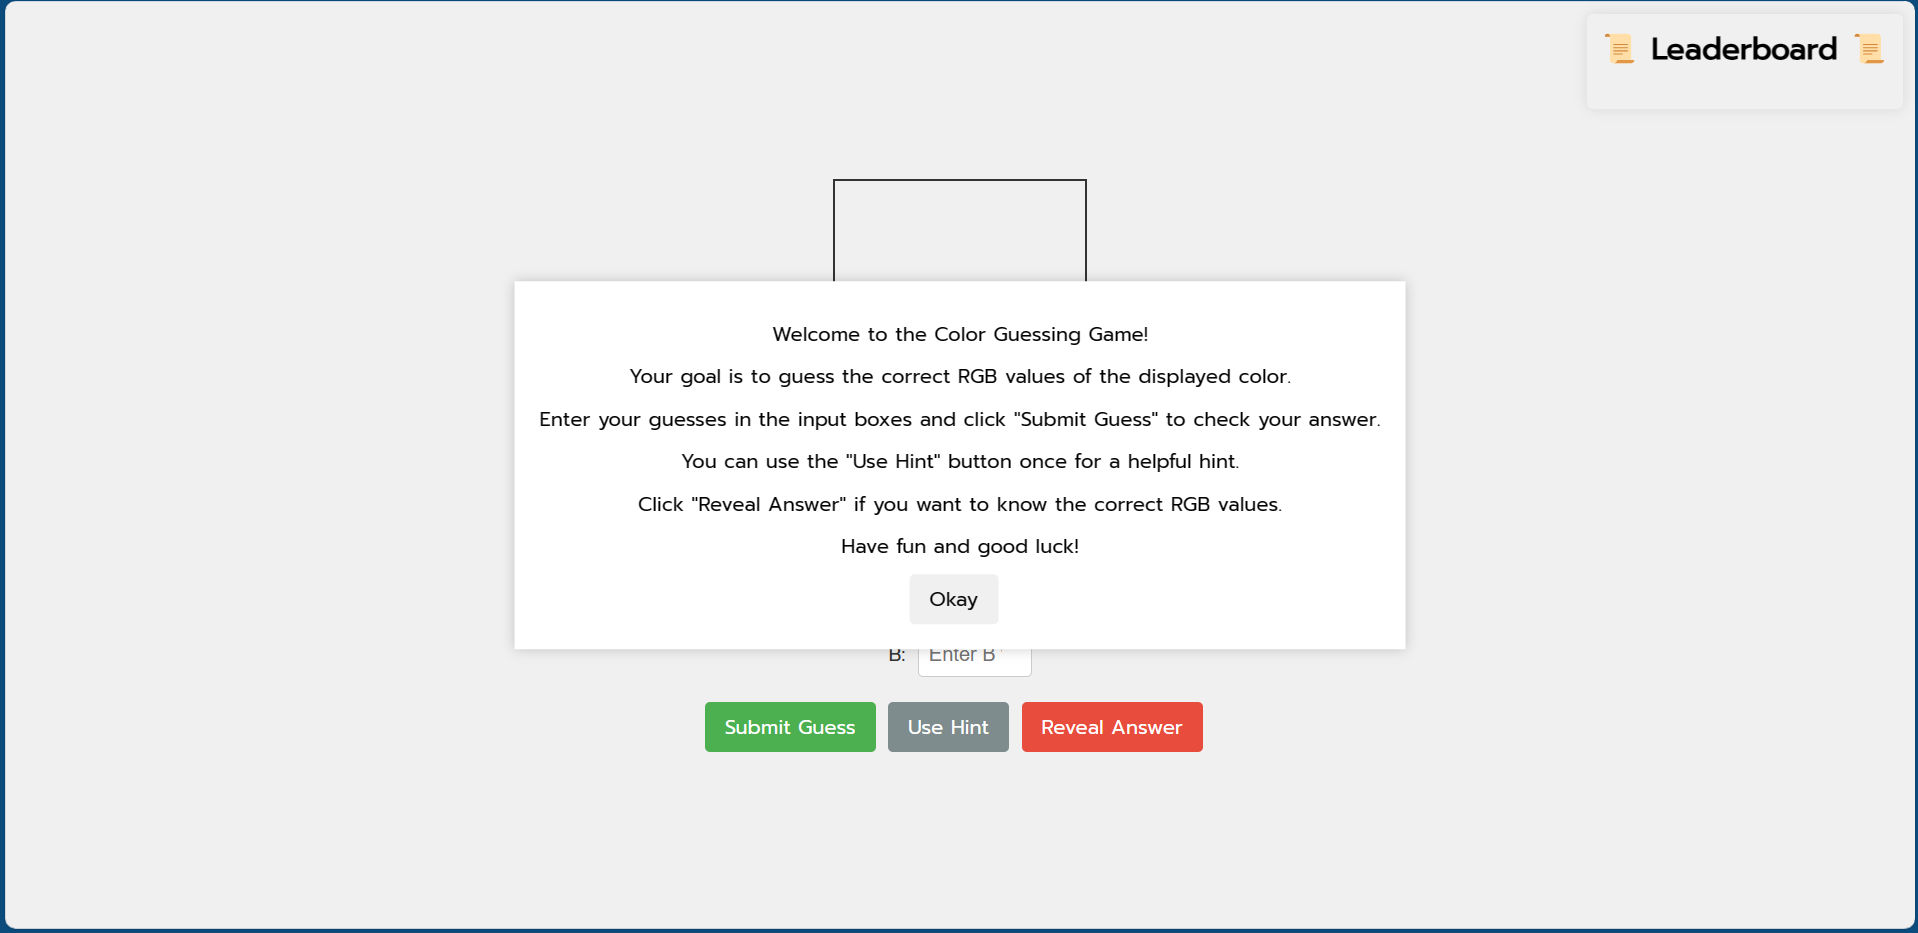 Leaderboard
Welcome to the Color Guessing Game!
Your goal is to guess the correct RGB values of the displayed color.
Enter your guesses in the input boxes and click "Submit Guess" to check your answer.
You can use the "Use Hint" button once for a helpful hint.
Click "Reveal Answer" if you want to know the correct RGB values.
Have fun and good luck!
Okay
B: Enter B
Submit Guess Use Hint Reveal Answer